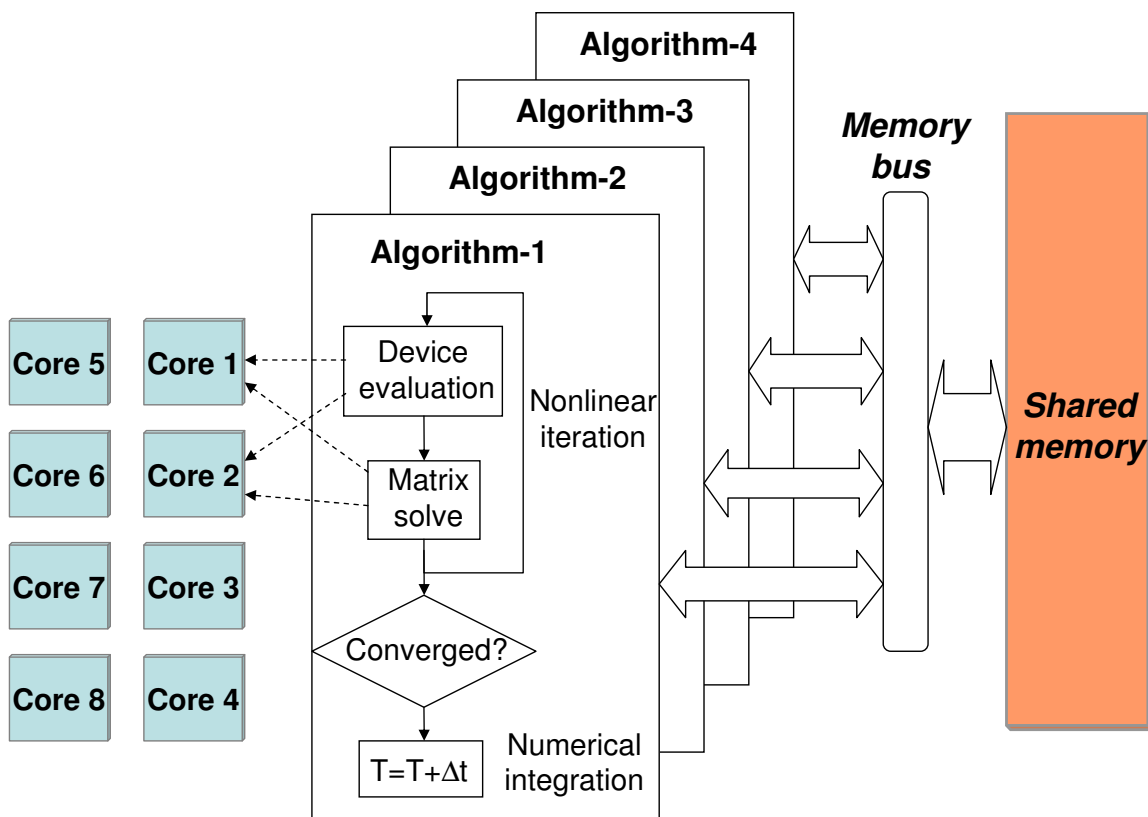 Algorithm-4
Algorithm-3
Algorithm-2
Algorithm-1
Memory
bus
Shared
memory
Core 5
Core 1
Core 6
Core 2
Core 7
Core 3
Core 8
Core 4
Device
evaluation
Nonlinear
iteration
Matrix
solve
Converged?
T=T+Δt
Numerical
integration